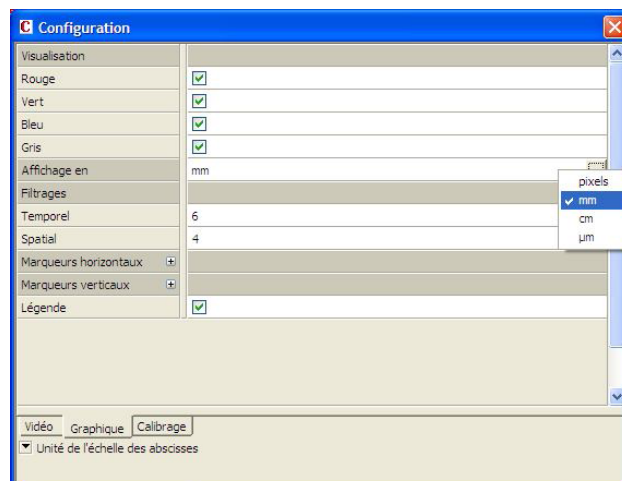 Configuration
Visualisation
Rouge
Vert
Bleu
Gris
Affichage en mm
pixels
mm
cm
µm
Filtrages
Temporel 6
Spatial 4
Marqueurs horizontaux
Marqueurs verticaux
Légende
Vidéo Graphique Calibrage
Unité de l'échelle des abscisses